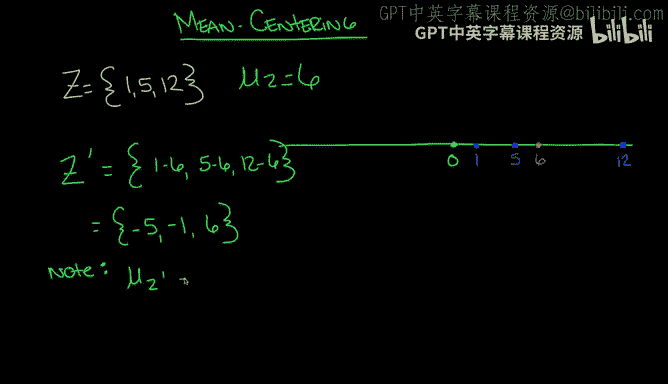 GPT中英字幕课程资源@bilibili.com
GPT中英字幕课程资源 bilibili
MEAN-CENTERING
Z={1,5,12} μz=6
Z'={1-6, 5-6, 12-6}
0 1 5 6 12
={-5,-1,6}
Note: μz' -